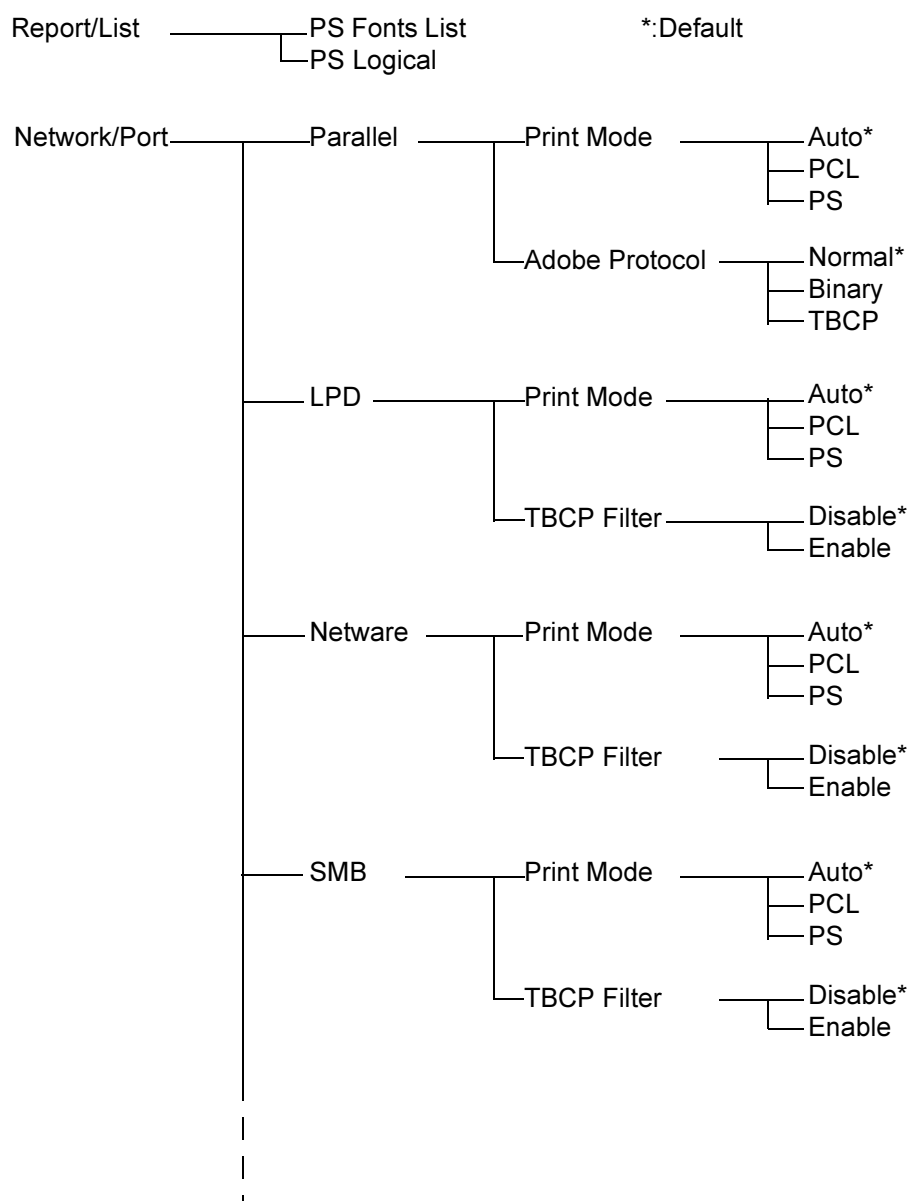 Report/List PS Fonts List *:Default
PS Logical
Network/Port Parallel Print Mode Auto*
PCL
PS
Adobe Protocol Normal*
Binary
TBCP
LPD Print Mode Auto*
PCL
PS
TBCP Filter Disable*
Enable
Netware Print Mode Auto*
PCL
PS
TBCP Filter Disable*
Enable
SMB Print Mode Auto*
PCL
PS
TBCP Filter Disable*
Enable